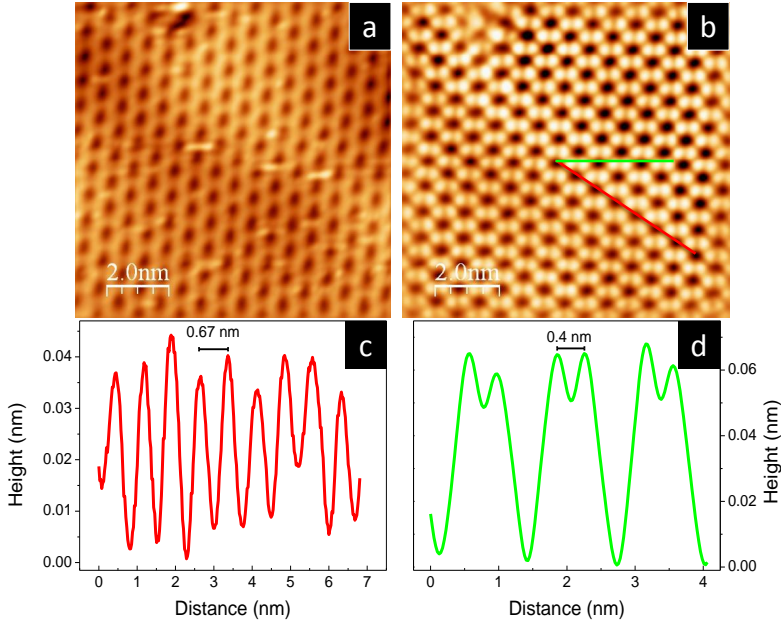 a
b
2.0nm
2.0nm
c
d
0.67 nm
0.4 nm
0.04
0.03
0.02
0.01
0.00
Height (nm)
0 1 2 3 4 5 6 7
Distance (nm)
0.06
0.04
0.02
0.00
Height (nm)
0 1 2 3 4
Distance (nm)